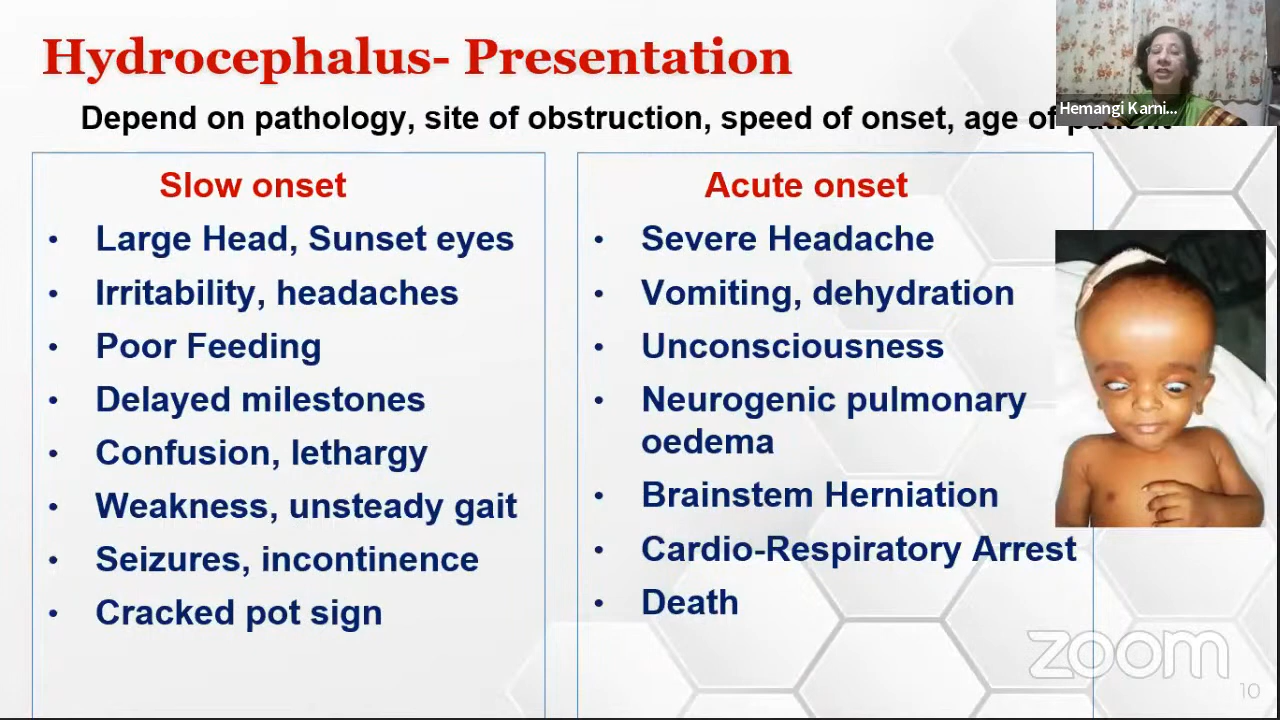 Hydrocephalus- Presentation
Hemangi Karni...
Depend on pathology, site of obstruction, speed of onset, age of patient
Slow onset
• Large Head, Sunset eyes
• Irritability, headaches
• Poor Feeding
• Delayed milestones
• Confusion, lethargy
• Weakness, unsteady gait
• Seizures, incontinence
• Cracked pot sign
Acute onset
• Severe Headache
• Vomiting, dehydration
• Unconsciousness
• Neurogenic pulmonary
oedema
• Brainstem Herniation
• Cardio-Respiratory Arrest
• Death
zoom
10